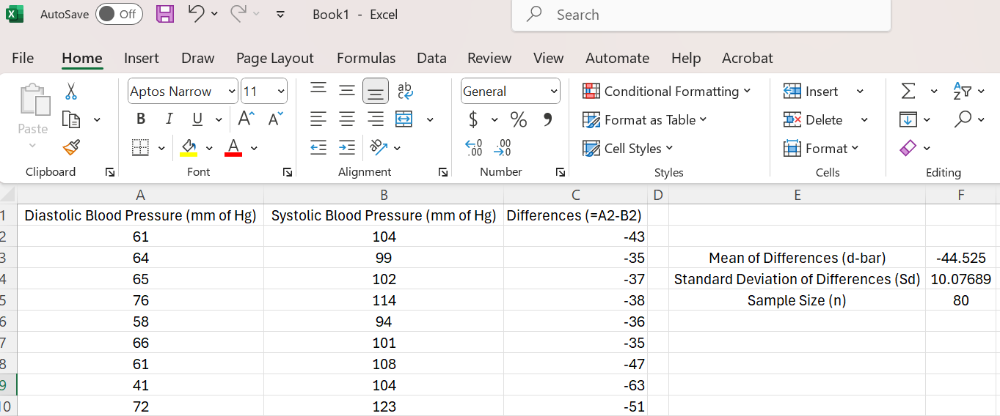 AutoSave Off Book1 - Excel Search
File Home Insert Draw Page Layout Formulas Data Review View Automate Help Acrobat
Paste
Aptos Narrow 11
B I U A A
A
ab
c
ab
General
$ % 9
.00 .0
.00 .0
Conditional Formatting
Format as Table
Cell Styles
Insert
Delete
Format
Σ
A
Z
Clipboard Font Alignment Number Styles Cells Editing
A B C D E F
1 Diastolic Blood Pressure (mm of Hg) Systolic Blood Pressure (mm of Hg) Differences (=A2-B2)
2 61 104 -43
3 64 99 -35 Mean of Differences (d-bar) -44.525
4 65 102 -37 Standard Deviation of Differences (Sd) 10.07689
5 76 114 -38 Sample Size (n) 80
6 58 94 -36
7 66 101 -35
8 61 108 -47
9 41 104 -63
10 72 123 -51